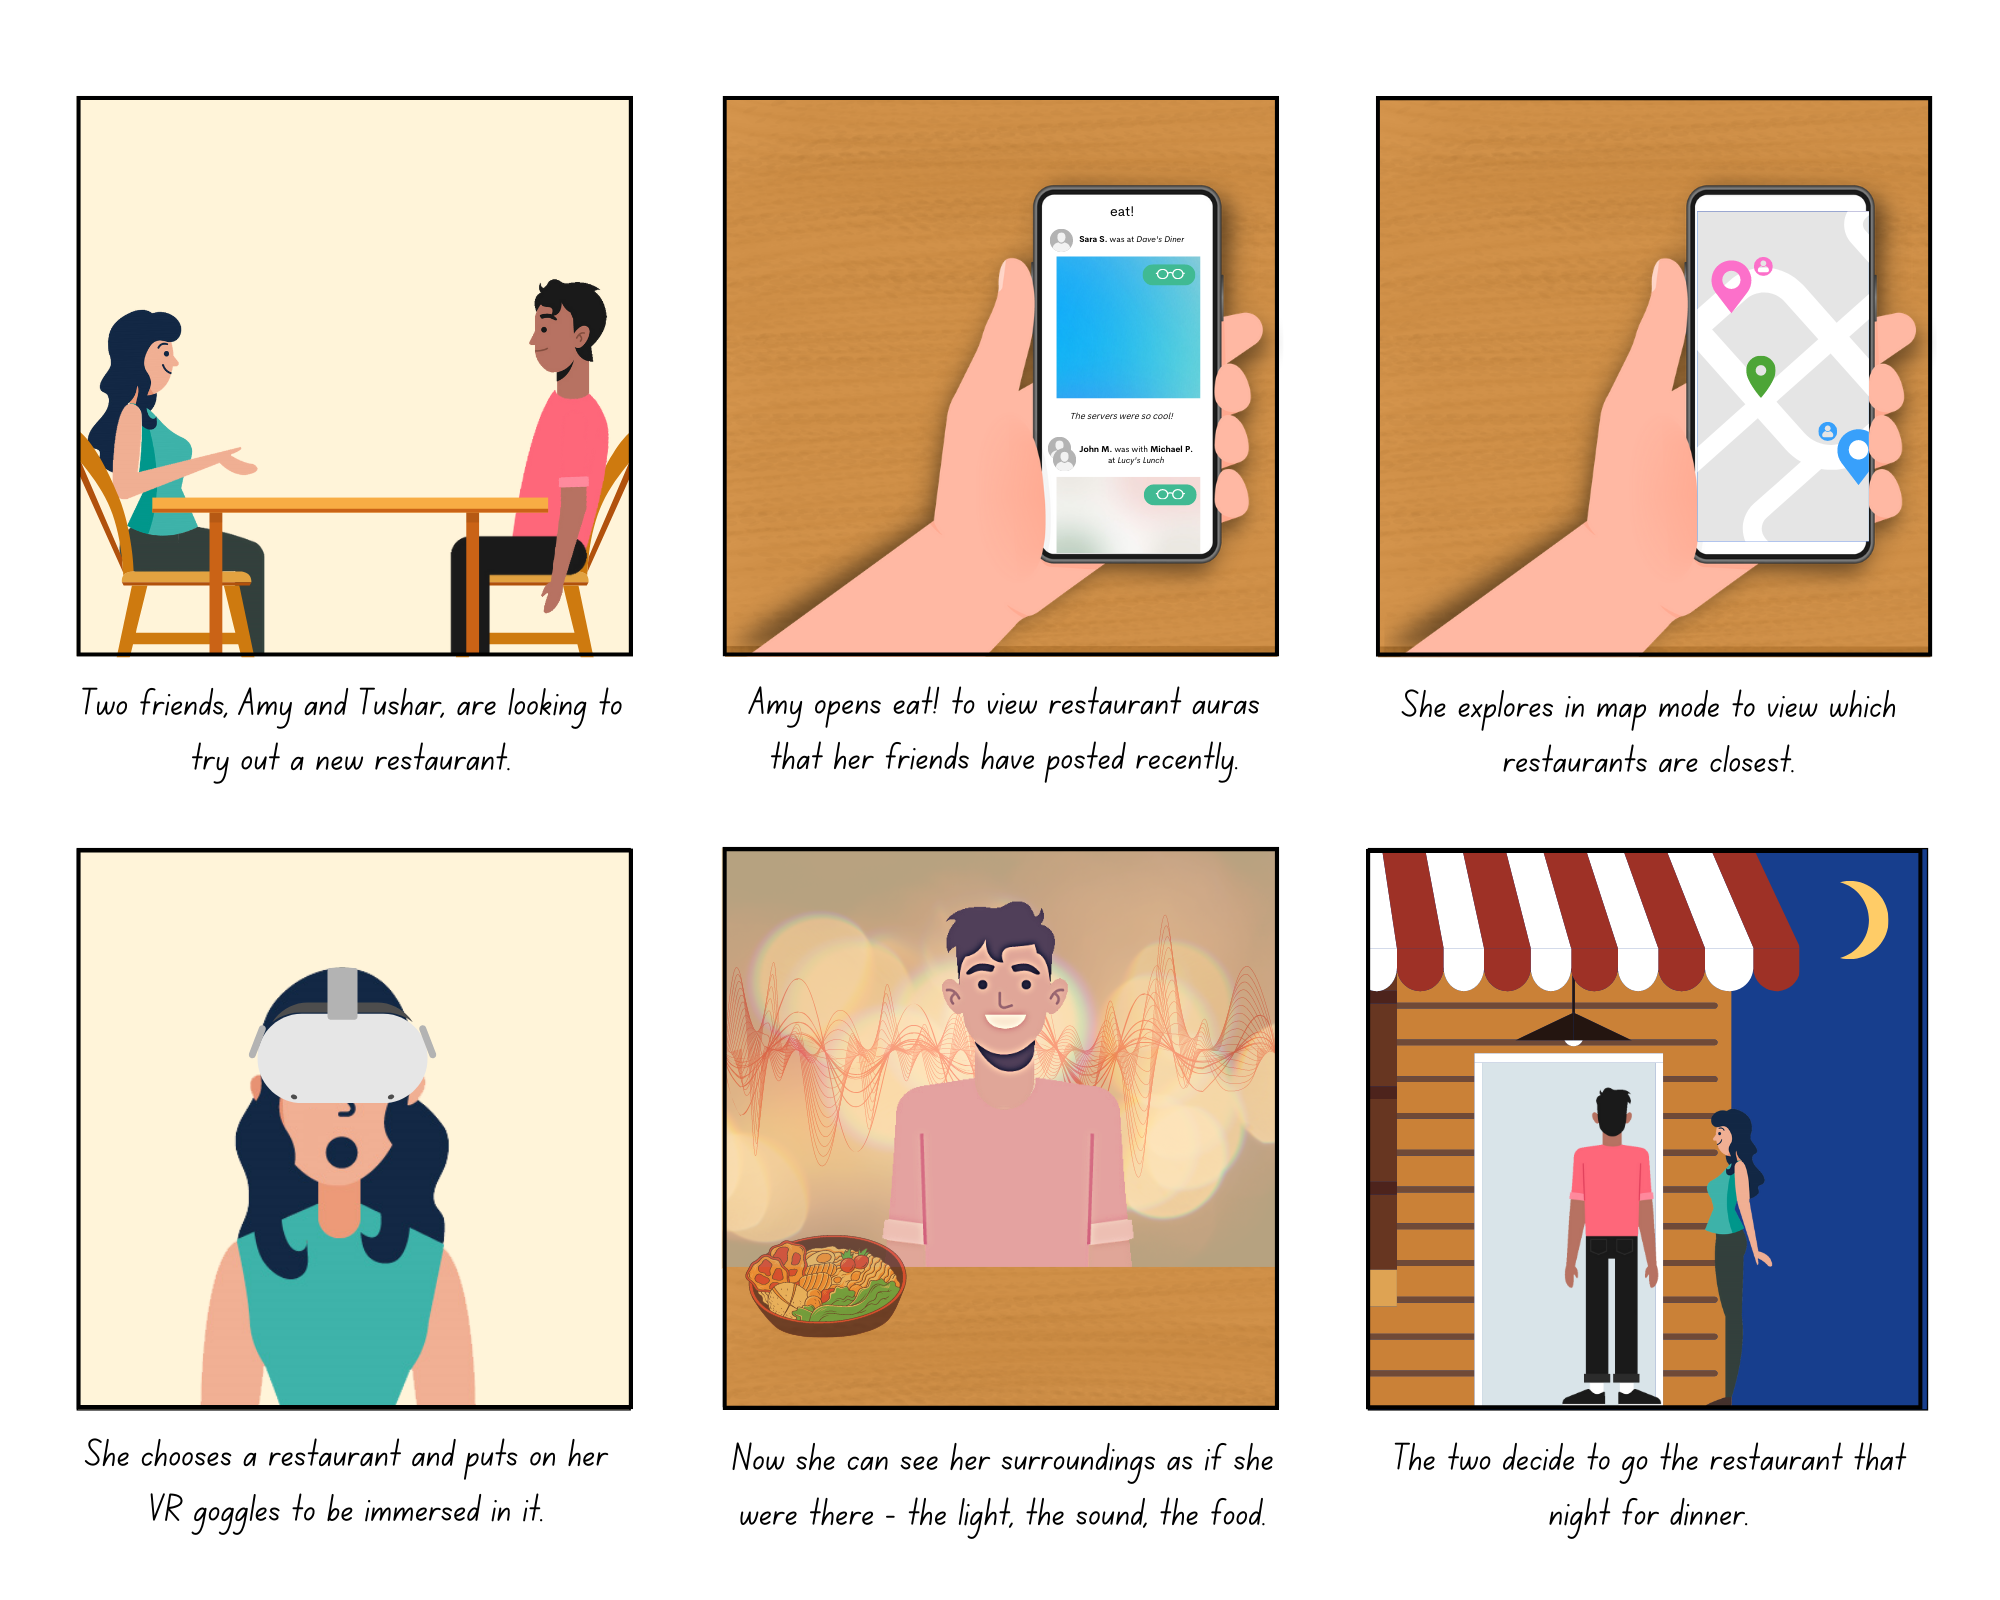 eat!
Sara S. was at Dave's Diner
The servers were so cool!
John M. was with Michael P.
at Lucy's Lunch
Two friends, Amy and Tushar, are looking to
try out a new restaurant.
Amy opens eat! to view restaurant auras
that her friends have posted recently.
She explores in map mode to view which
restaurants are closest.
She chooses a restaurant and puts on her
VR goggles to be immersed in it.
Now she can see her surroundings as if she
were there - the light, the sound, the food.
The two decide to go the restaurant that
night for dinner.